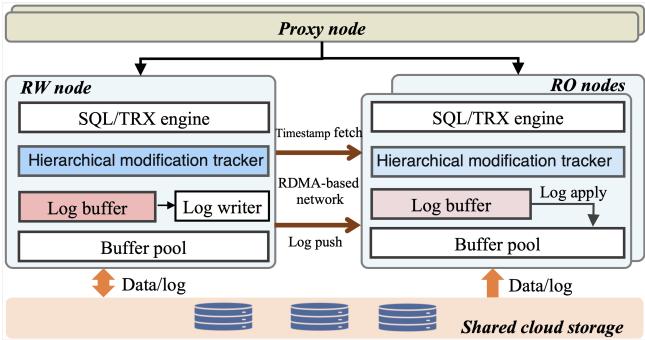 Proxy node
RW node
SQL/TRX engine
Hierarchical modification tracker
Log buffer
Log writer
Buffer pool
Timestamp fetch
RDMA-based
network
Log push
RO nodes
SQL/TRX engine
Hierarchical modification tracker
Log apply
Log buffer
Buffer pool
Data/log
Data/log
Shared cloud storage